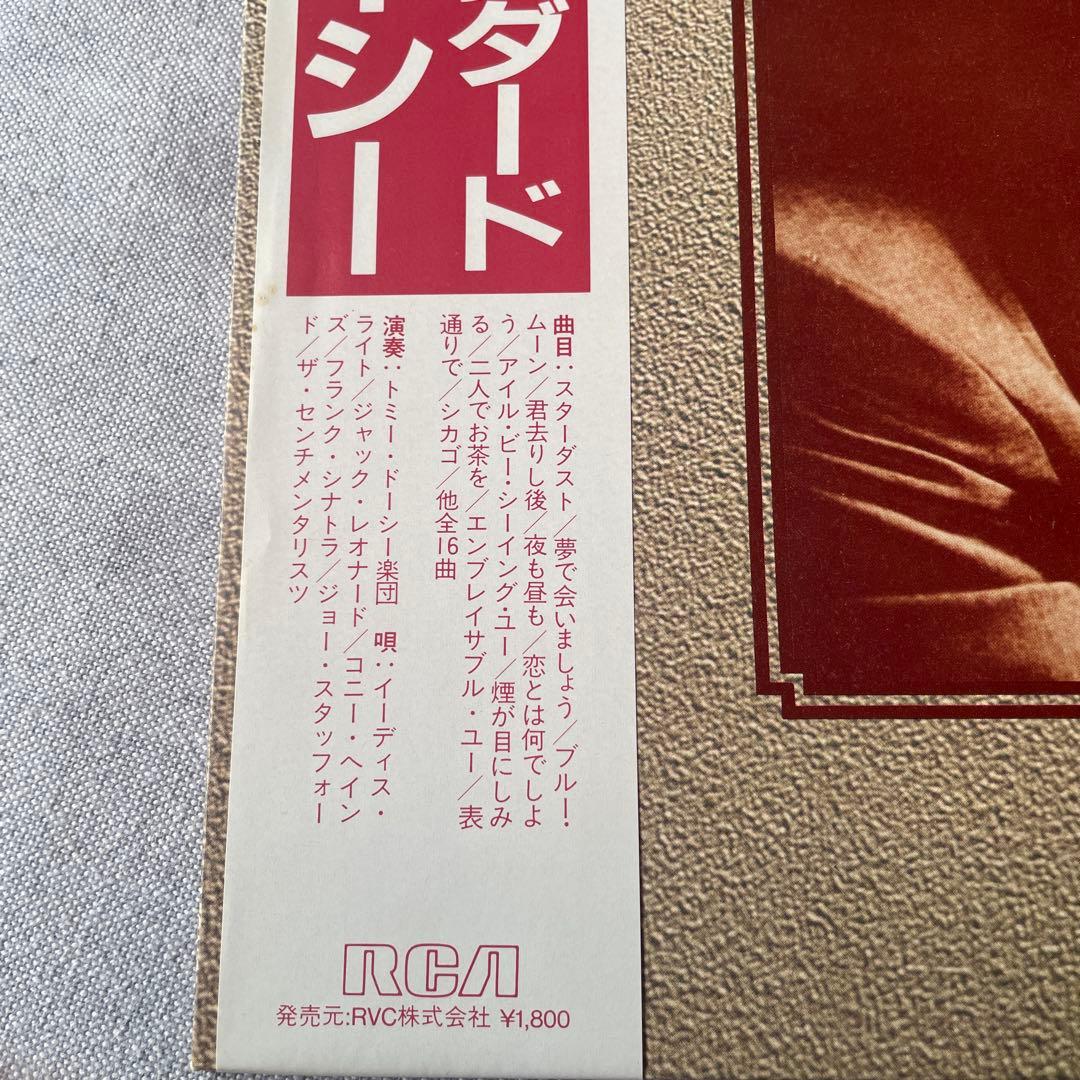 ダード
シー
曲目：スターダスト／夢で会いましょう／ブルー！
ムーン／君去りし後／夜も昼も／恋とは何でしょ
う／アイル・ビー・シーイング・ユー／煙が目にしみ
る／二人でお茶を／エンブレイサブル・ユー／表
通りで／シカゴ／他全16曲
演奏：トミー・ドーシー楽団 唄：イーディス・
ライト／ジャック・レオナード／コニー・ヘイン
ズ／フランク・シナトラ／ジョー・スタッフォー
ド／ザ・センチメンタリスツ
RCA
発売元:RVC株式会社 ¥1,800